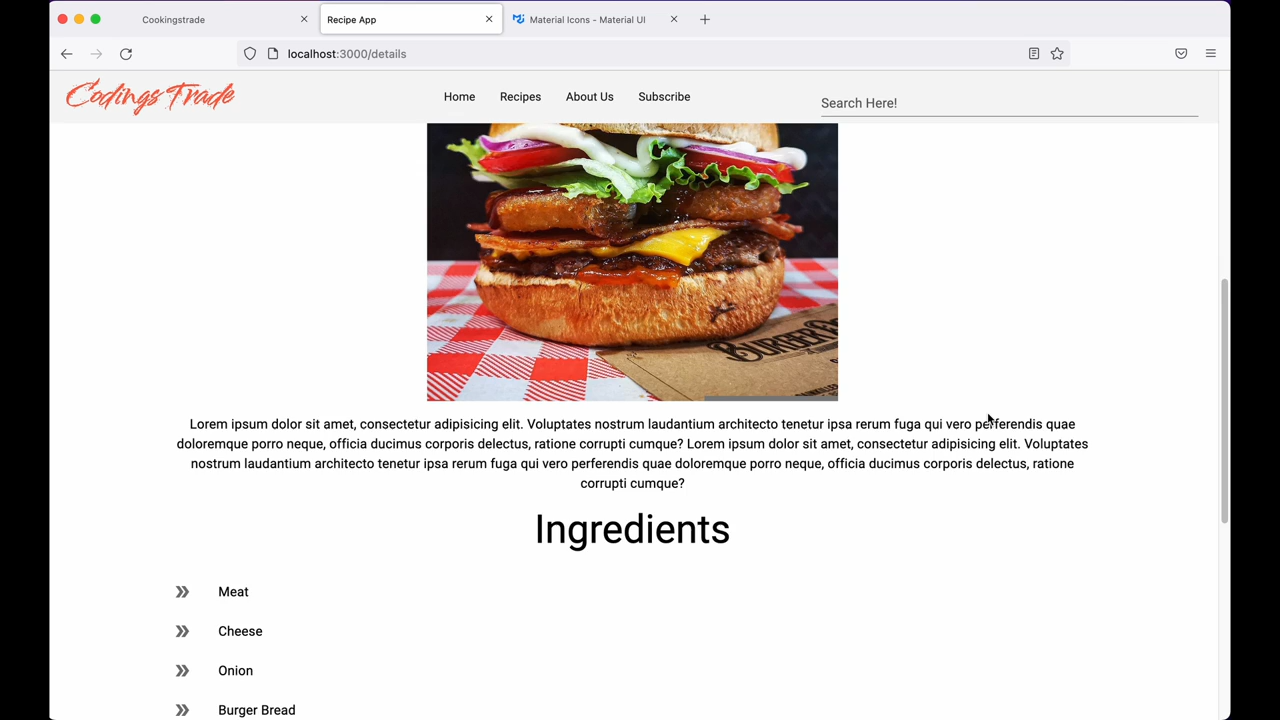 Cookingstrade
Recipe App
Material Icons - Material UI
localhost:3000/details
Codings Trade
Home
Recipes
About Us
Subscribe
Search Here!
Lorem ipsum dolor sit amet, consectetur adipisicing elit. Voluptates nostrum laudantium architecto tenetur ipsa rerum fuga qui vero perferendis quae
doloremque porro neque, officia ducimus corporis delectus, ratione corrupti cumque? Lorem ipsum dolor sit amet, consectetur adipisicing elit. Voluptates
nostrum laudantium architecto tenetur ipsa rerum fuga qui vero perferendis quae doloremque porro neque, officia ducimus corporis delectus, ratione
corrupti cumque?
Ingredients
Meat
Cheese
Onion
Burger Bread